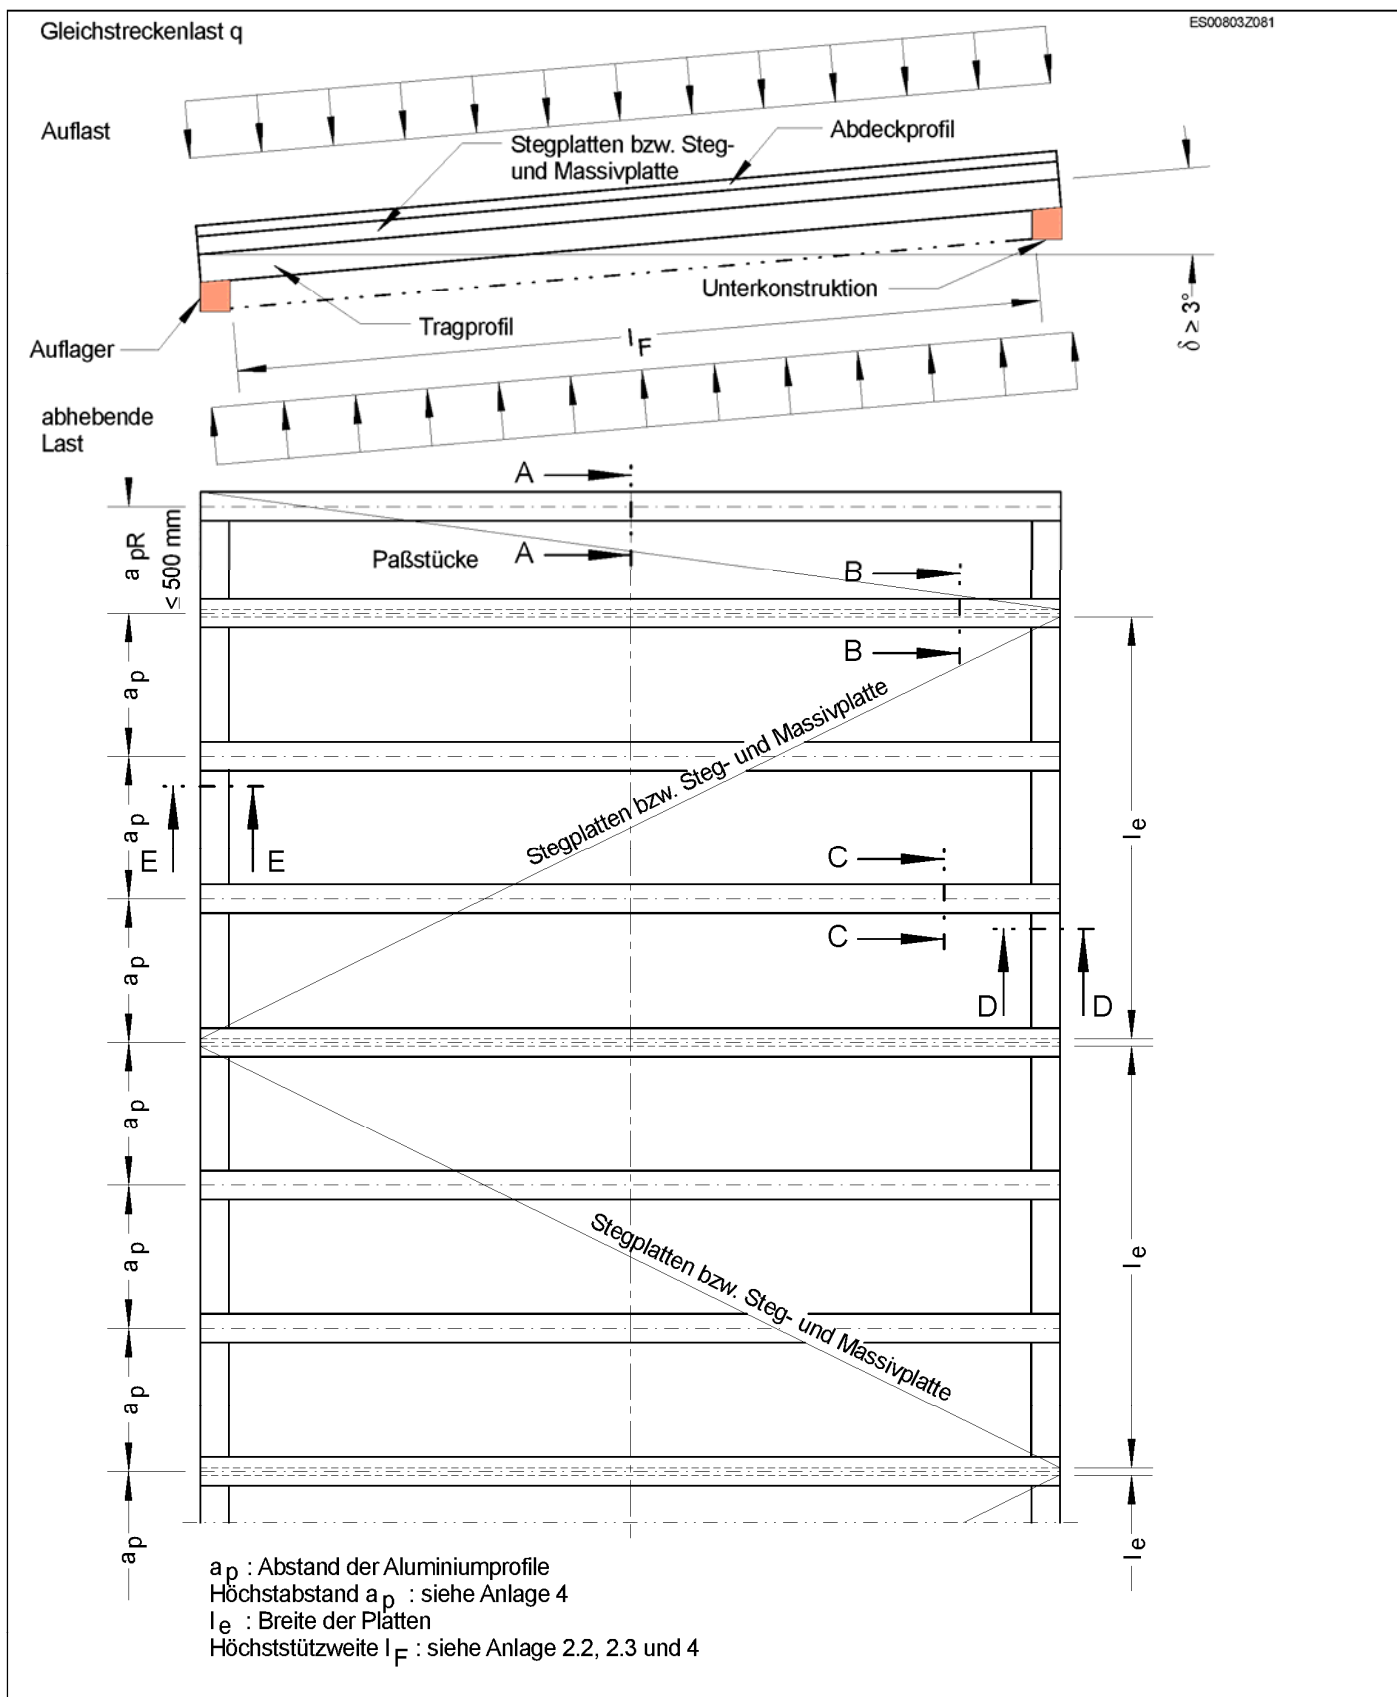 Gleichstreckenlast q
ES00803Z081
Auflast
Abdeckprofil
Stegplatten bzw. Steg-
und Massivplatte
Unterkonstruktion
Tragprofil
l F
δ ≥ 3°
Auflager
abhebende
Last
A
A
a pR
≤ 500 mm
Paßstücke
B
B
a p
Stegplatten bzw. Steg- und Massivplatte
a p
E
E
l e
C
C
a p
D
D
a p
a p
Stegplatten bzw. Steg- und Massivplatte
l e
a p
a p
l e
a p : Abstand der Aluminiumprofile
Höchstabstand a p : siehe Anlage 4
l e : Breite der Platten
Höchststützweite l F : siehe Anlage 2.2, 2.3 und 4